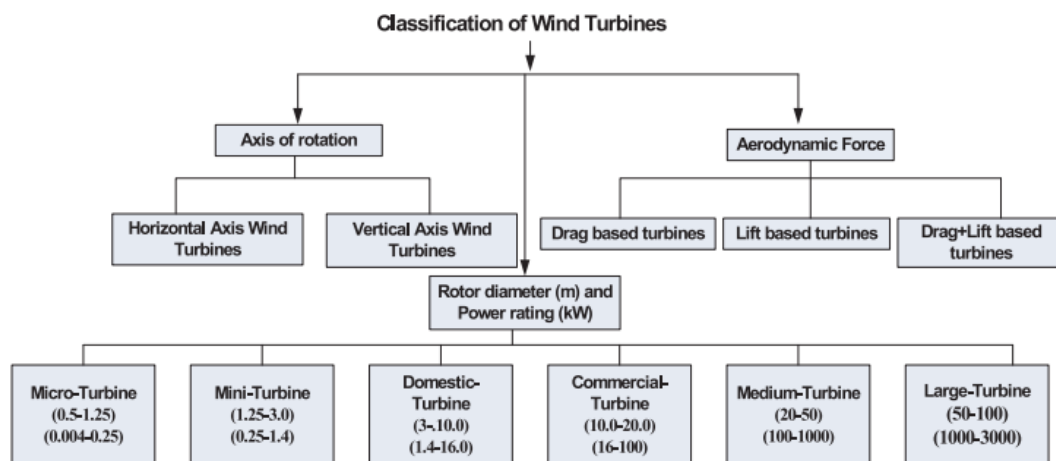 Classification of Wind Turbines
Axis of rotation
Aerodynamic Force
Horizontal Axis Wind
Turbines
Vertical Axis Wind
Turbines
Drag based turbines
Lift based turbines
Drag+Lift based
turbines
Rotor diameter (m) and
Power rating (kW)
Micro-Turbine
(0.5-1.25)
(0.004-0.25)
Mini-Turbine
(1.25-3.0)
(0.25-1.4)
Domestic-
Turbine
(3-.10.0)
(1.4-16.0)
Commercial-
Turbine
(10.0-20.0)
(16-100)
Medium-Turbine
(20-50)
(100-1000)
Large-Turbine
(50-100)
(1000-3000)